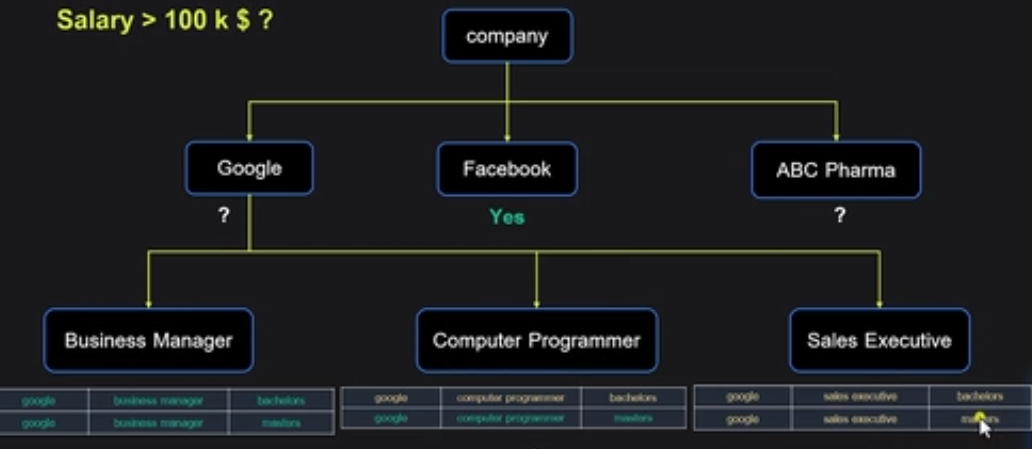 Salary > 100 k $ ?
company
Google
Facebook
ABC Pharma
?
Yes
?
Business Manager
Computer Programmer
Sales Executive
google business manager bachelors
google business manager masters
google computer programmer bachelors
google computer programmer masters
google sales executive bachelors
google sales executive masters